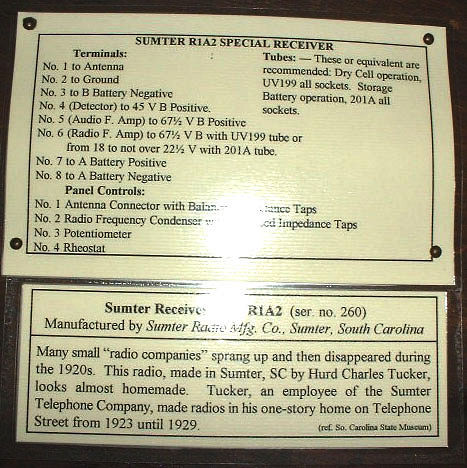 SUMTER R1A2 SPECIAL RECEIVER
Terminals:
No. 1 to Antenna
No. 2 to Ground
No. 3 to B Battery Negative
No. 4 (Detector) to 45 V B Positive.
No. 5 (Audio F. Amp) to 67½ V B Positive
No. 6 (Radio F. Amp) to 67½ V B with UV199 tube or
from 18 to not over 22½ V with 201A tube.
No. 7 to A Battery Positive
No. 8 to A Battery Negative
Tubes: — These or equivalent are
recommended: Dry Cell operation,
UV199 all sockets. Storage
Battery operation, 201A all
sockets.
Panel Controls:
No. 1 Antenna Connector with Taps
No. 2 Radio Frequency Condenser Impedance Taps
No. 3 Potentiometer
No. 4 Rheostat
Sumter R1A2 (ser. no. 260)
Manufactured by Sumter Radio Mfg. Co., Sumter, South Carolina
Many small "radio companies" sprang up and then disappeared during
the 1920s. This radio, made in Sumter, SC by Hurd Charles Tucker,
looks almost homemade. Tucker, an employee of the Sumter
Telephone Company, made radios in his one-story home on Telephone
Street from 1923 until 1929.
(ref. So. Carolina State Museum)